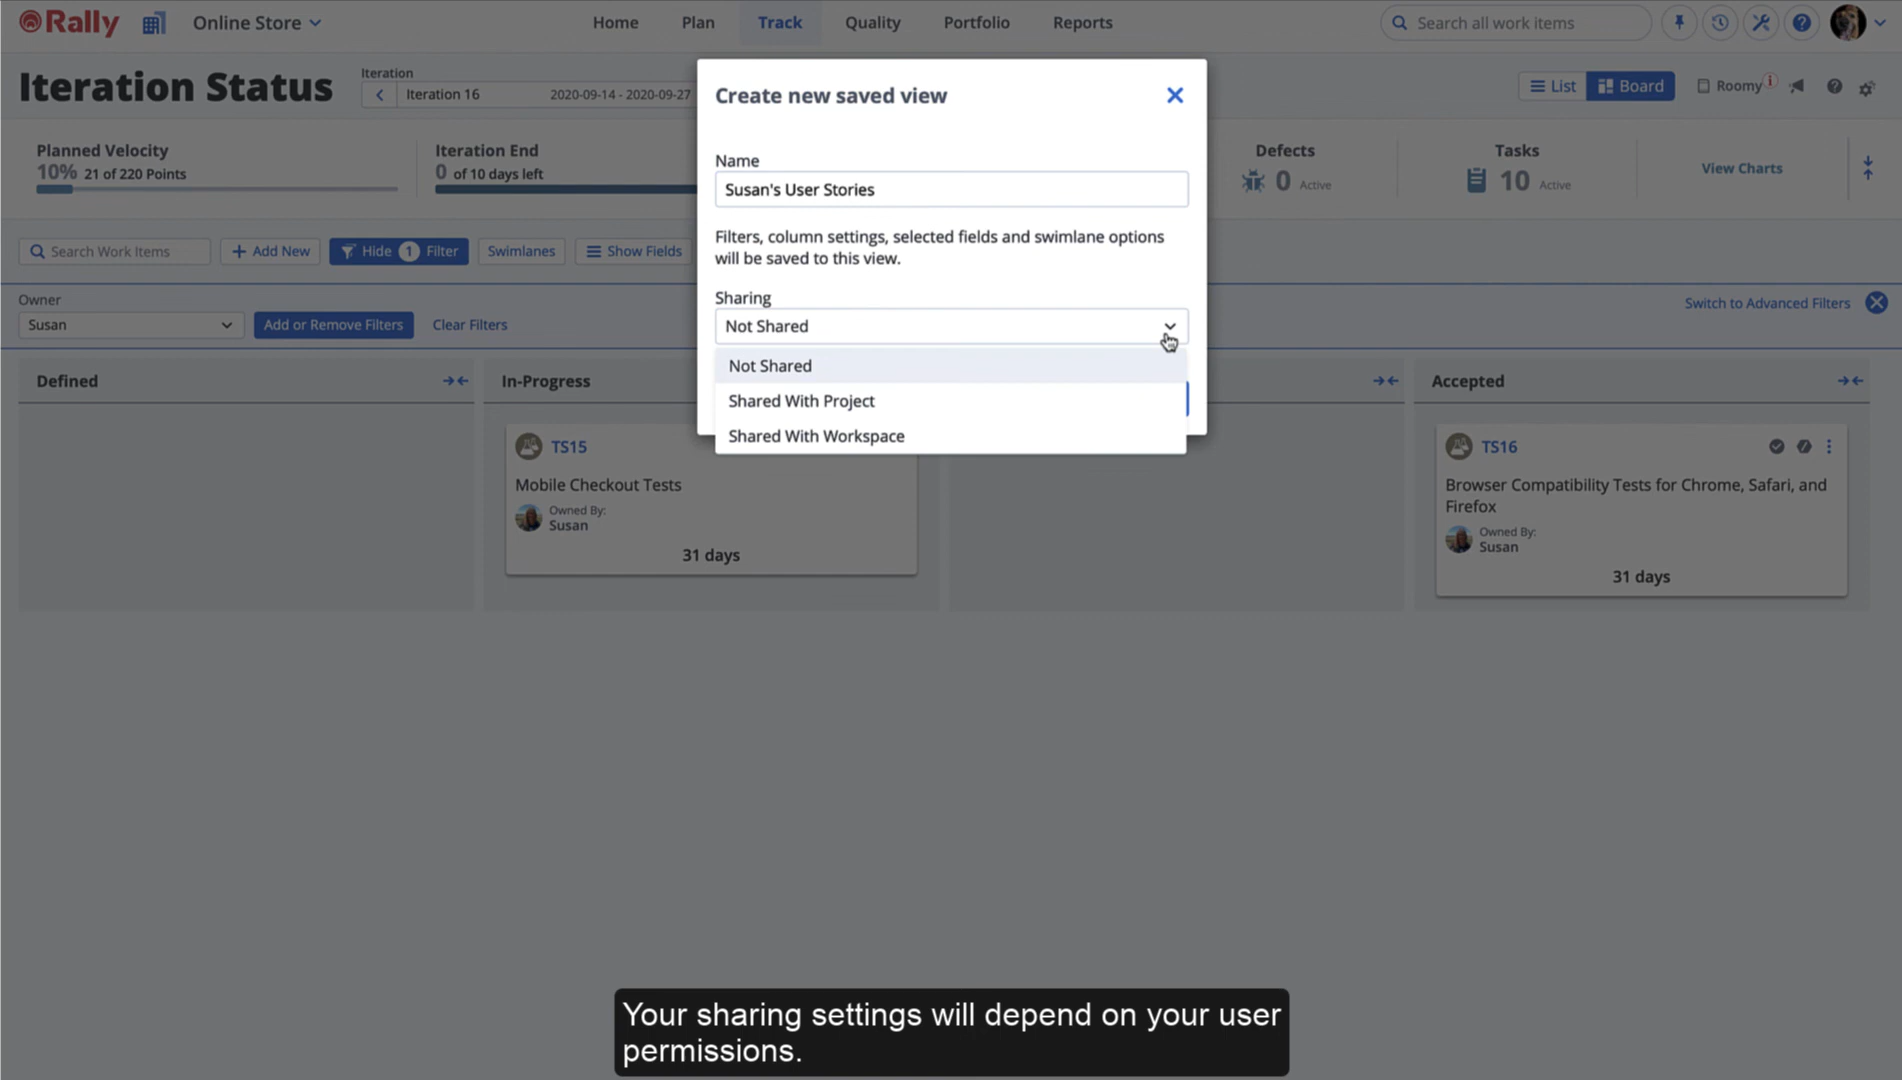 Rally
Online Store
Home
Plan
Track
Quality
Portfolio
Reports
Search all work items
Iteration Status
Iteration
Iteration 16
2020-09-14 - 2020-09-27
List
Board
Roomy
Planned Velocity
10% 21 of 220 Points
Iteration End
0 of 10 days left
Defects
0 Active
Tasks
10 Active
View Charts
Create new saved view
Name
Susan's User Stories
Filters, column settings, selected fields and swimlane options
will be saved to this view.
Sharing
Not Shared
Not Shared
Shared With Project
Shared With Workspace
Search Work Items
Add New
Hide 1 Filter
Swimlanes
Show Fields
Owner
Susan
Add or Remove Filters
Clear Filters
Switch to Advanced Filters
Defined
In-Progress
Accepted
TS15
Mobile Checkout Tests
Owned By:
Susan
31 days
TS16
Browser Compatibility Tests for Chrome, Safari, and
Firefox
Owned By:
Susan
31 days
Your sharing settings will depend on your user
permissions.